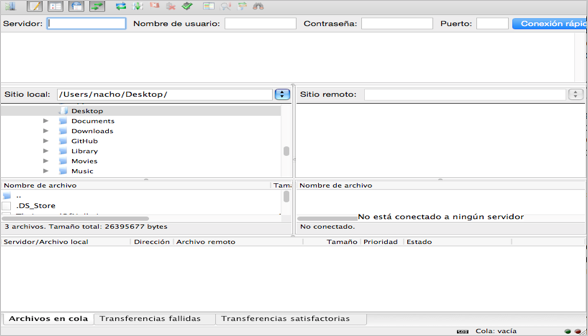 Servidor: Nombre de usuario: Contraseña: Puerto: Conexión rápi
Sitio local: /Users/nacho/Desktop/ Sitio remoto:
Desktop
Documents
Downloads
GitHub
Library
Movies
Music
Nombre de archivo Tama Nombre de archivo
..
.DS_Store
No está conectado a ningún servidor
3 archivos. Tamaño total: 26395677 bytes No conectado.
Servidor/Archivo local Dirección Archivo remoto Tamaño Prioridad Estado
Archivos en cola Transferencias fallidas Transferencias satisfactorias
Cola: vacía